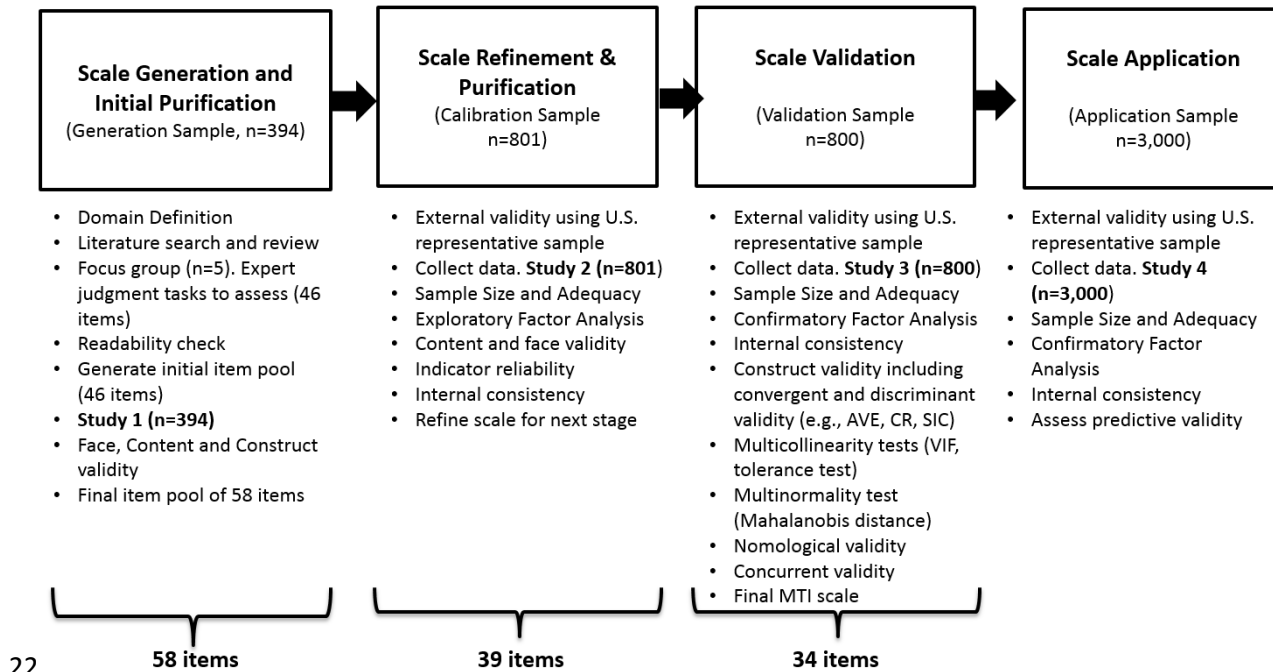 Scale Generation and
Initial Purification
(Generation Sample, n=394)
Scale Refinement &
Purification
(Calibration Sample
n=801)
Scale Validation
(Validation Sample
n=800)
Scale Application
(Application Sample
n=3,000)
• Domain Definition
• Literature search and review
• Focus group (n=5). Expert
judgment tasks to assess (46
items)
• Readability check
• Generate initial item pool
(46 items)
• Study 1 (n=394)
• Face, Content and Construct
validity
• Final item pool of 58 items
• External validity using U.S.
representative sample
• Collect data. Study 2 (n=801)
• Sample Size and Adequacy
• Exploratory Factor Analysis
• Content and face validity
• Indicator reliability
• Internal consistency
• Refine scale for next stage
• External validity using U.S.
representative sample
• Collect data. Study 3 (n=800)
• Sample Size and Adequacy
• Confirmatory Factor Analysis
• Internal consistency
• Construct validity including
convergent and discriminant
validity (e.g., AVE, CR, SIC)
• Multicollinearity tests (VIF,
tolerance test)
• Multinormality test
(Mahalanobis distance)
• Nomological validity
• Concurrent validity
• Final MTI scale
• External validity using U.S.
representative sample
• Collect data. Study 4
(n=3,000)
• Sample Size and Adequacy
• Confirmatory Factor
Analysis
• Internal consistency
• Assess predictive validity
22
58 items
39 items
34 items